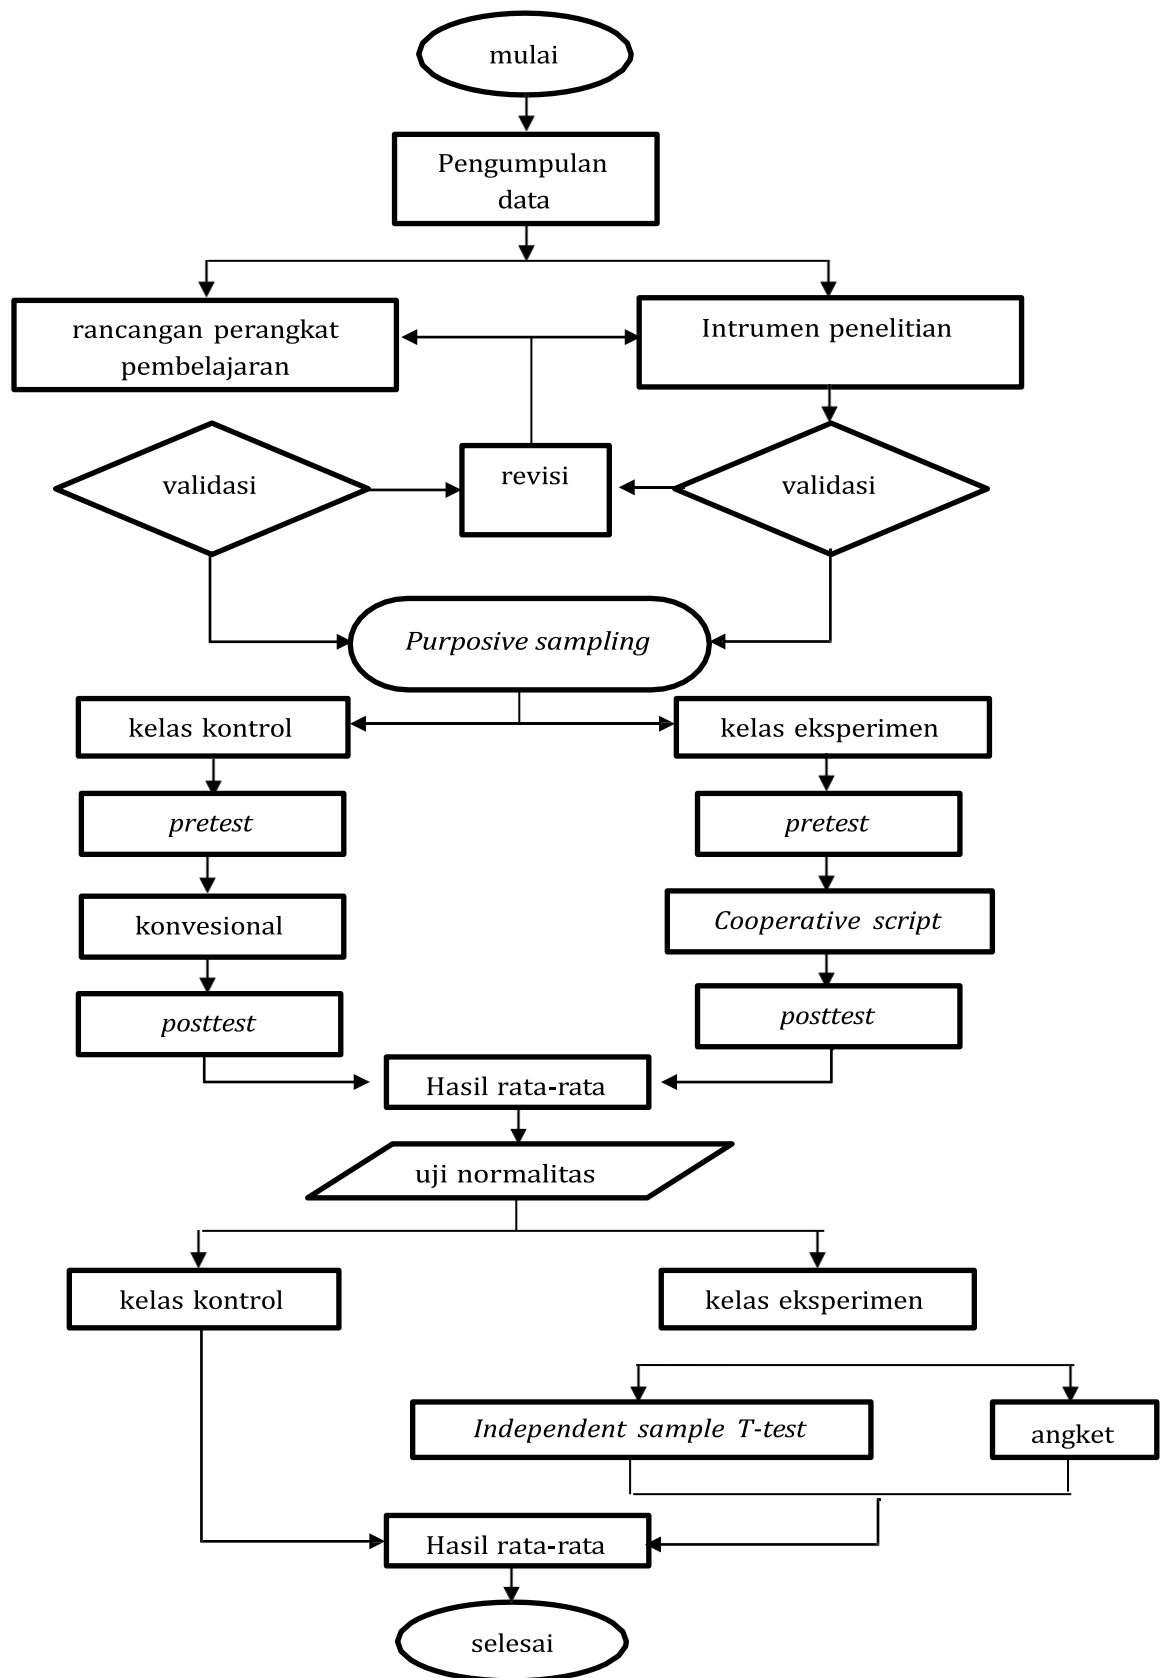 mulai
Pengumpulan
data
rancangan perangkat
pembelajaran
Intrumen penelitian
validasi
revisi
validasi
Purposive sampling
kelas kontrol
kelas eksperimen
pretest
pretest
konvesional
Cooperative script
posttest
posttest
Hasil rata-rata
uji normalitas
kelas kontrol
kelas eksperimen
Independent sample T-test
angket
Hasil rata-rata
selesai